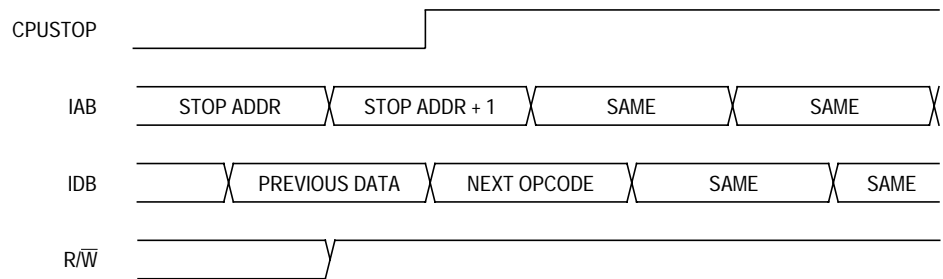 CPUSTOP
IAB STOP ADDR STOP ADDR + 1 SAME SAME
IDB PREVIOUS DATA NEXT OPCODE SAME SAME
R/W̅